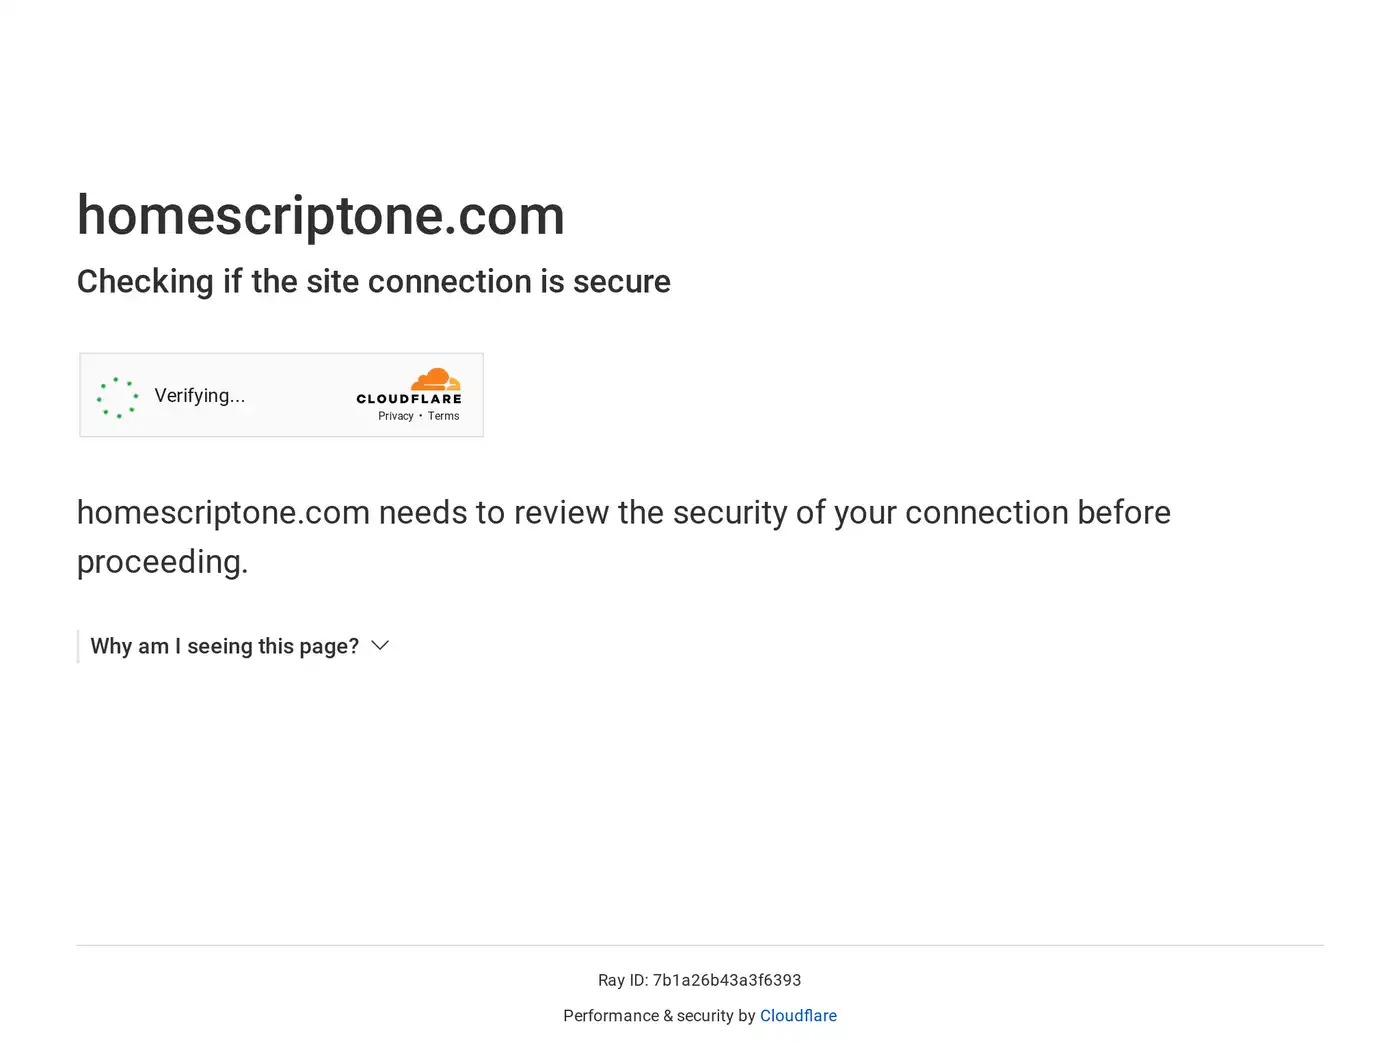 homescriptone.com
Checking if the site connection is secure
Verifying...
CLOUDFLARE
Privacy • Terms
homescriptone.com needs to review the security of your connection before
proceeding.
Why am I seeing this page?
Ray ID: 7b1a26b43a3f6393
Performance & security by Cloudflare